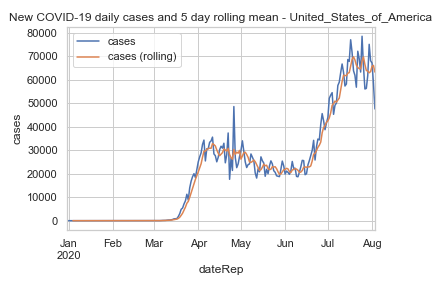 New COVID-19 daily cases and 5 day rolling mean - United_States_of_America
80000
cases
cases (rolling)
70000
60000
50000
cases
40000
30000
20000
10000
0
Jan Feb Mar Apr May Jun Jul Aug
2020
dateRep